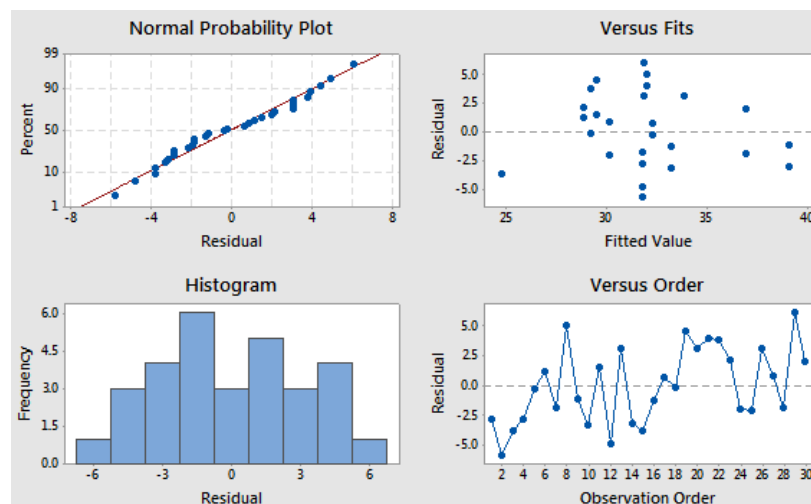 Normal Probability Plot
99
90
50
10
1
Percent
-8 -4 0 4 8
Residual
Versus Fits
5.0
2.5
0.0
-2.5
-5.0
Residual
25 30 35 40
Fitted Value
Histogram
6.0
4.5
3.0
1.5
0.0
Frequency
-6 -3 0 3 6
Residual
Versus Order
5.0
2.5
0.0
-2.5
-5.0
Residual
2 4 6 8 10 12 14 16 18 20 22 24 26 28 30
Observation Order